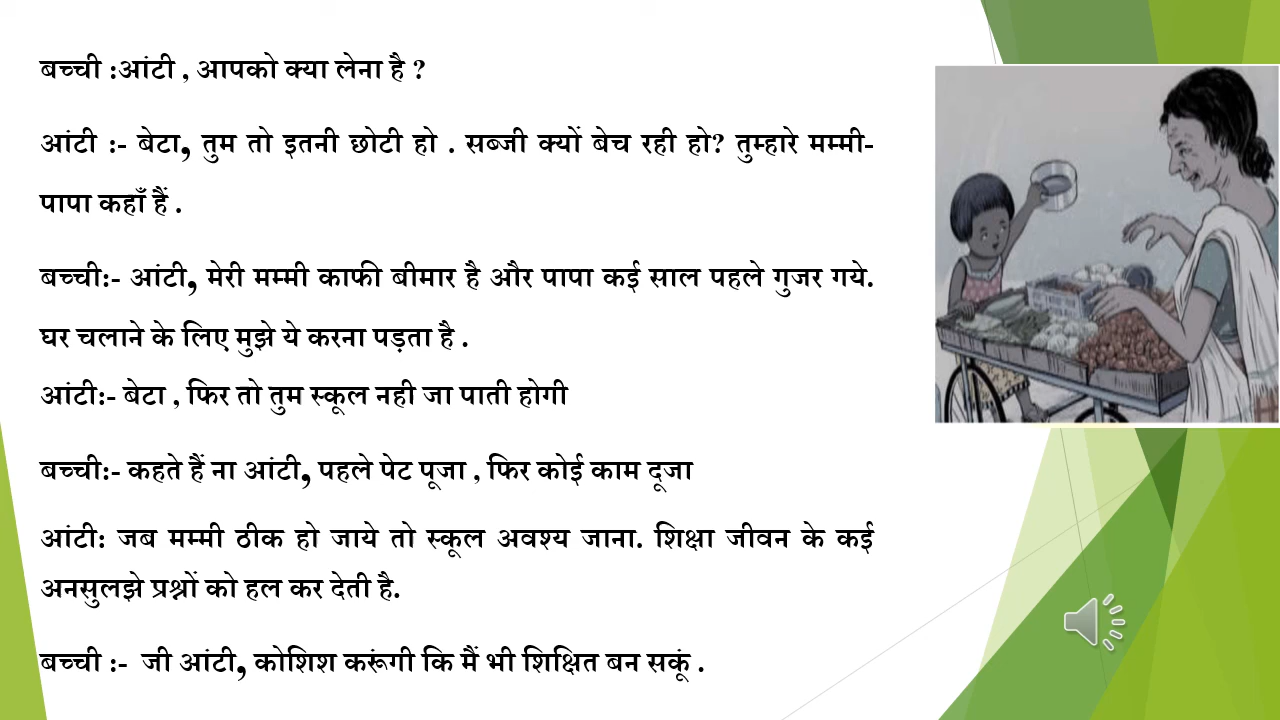 बच्ची :आंटी , आपको क्या लेना है ?
आंटी :- बेटा, तुम तो इतनी छोटी हो . सब्जी क्यों बेच रही हो? तुम्हारे मम्मी-
पापा कहाँ हैं .
बच्ची:- आंटी, मेरी मम्मी काफी बीमार है और पापा कई साल पहले गुजर गये.
घर चलाने के लिए मुझे ये करना पड़ता है .
आंटी:- बेटा , फिर तो तुम स्कूल नही जा पाती होगी
बच्ची:- कहते हैं ना आंटी, पहले पेट पूजा , फिर कोई काम दूजा
आंटी: जब मम्मी ठीक हो जाये तो स्कूल अवश्य जाना. शिक्षा जीवन के कई
अनसुलझे प्रश्नों को हल कर देती है.
बच्ची :- जी आंटी, कोशिश करूंगी कि मैं भी शिक्षित बन सकूं .